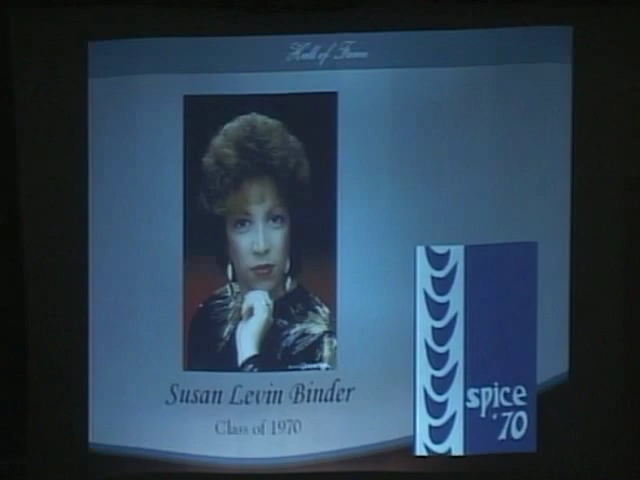 Hall of Fame
Susan Levin Binder
Class of 1970
spice
'70